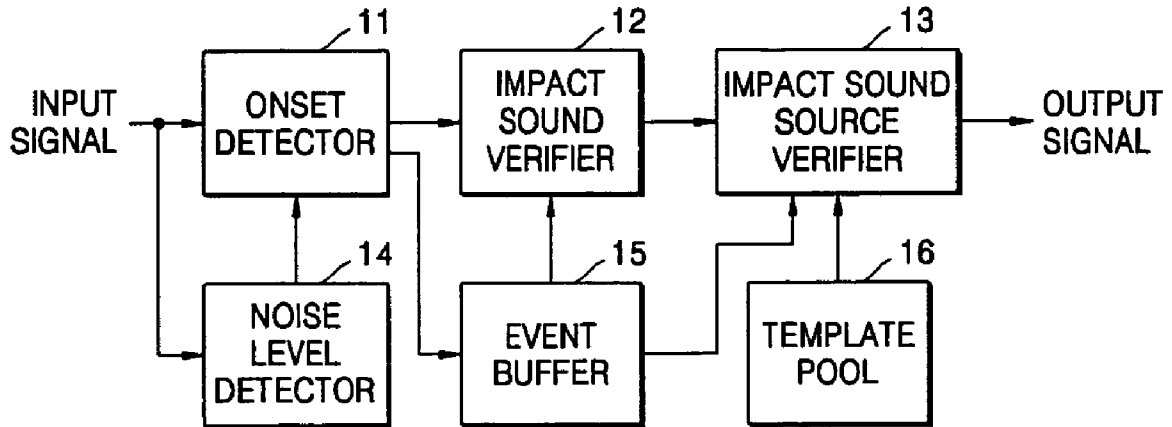 11
12
13
INPUT
SIGNAL
ONSET
DETECTOR
IMPACT
SOUND
VERIFIER
IMPACT SOUND
SOURCE
VERIFIER
OUTPUT
SIGNAL
14
15
16
NOISE
LEVEL
DETECTOR
EVENT
BUFFER
TEMPLATE
POOL